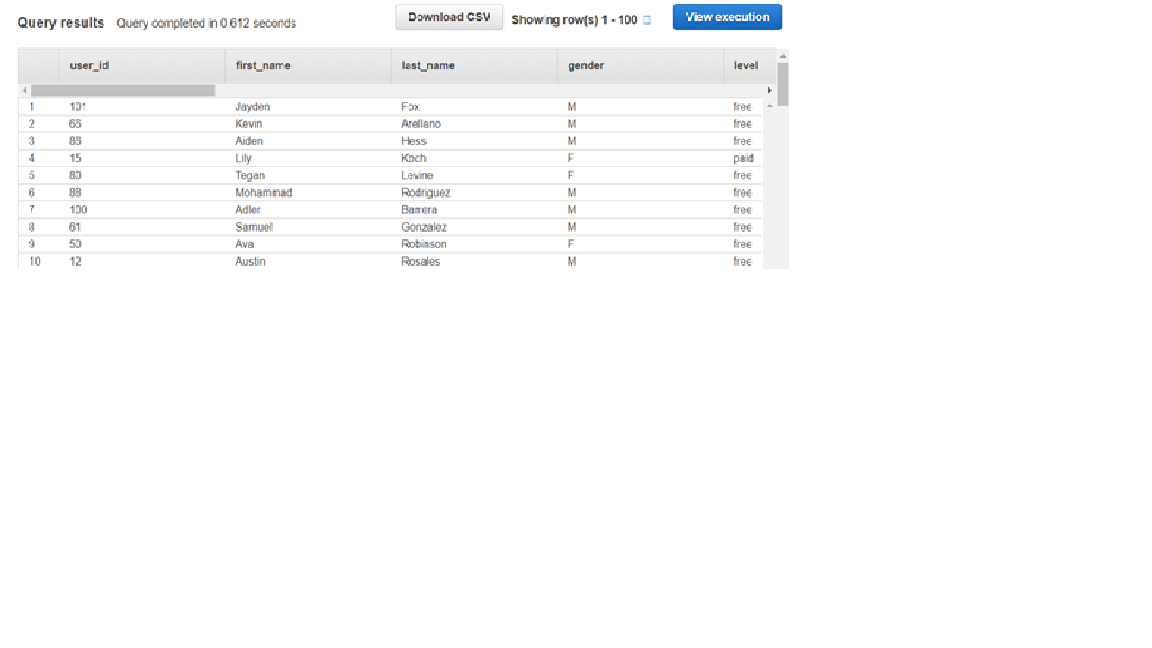 Query results Query completed in 0.612 seconds Download CSV Showing row(s) 1 - 100 View execution
user_id first_name last_name gender level
1 101 Jayden Fox M free
2 Kevin Arellano M free
3 Aiden Hess M free
4 15 Lily Koch F paid
5 80 Tegan Levine F free
6 88 Mohammad Rodriguez M free
7 100 Adler Barrera M free
8 61 Samuel Gonzalez M free
9 50 Ava Robinson F free
10 12 Austin Rosales M free